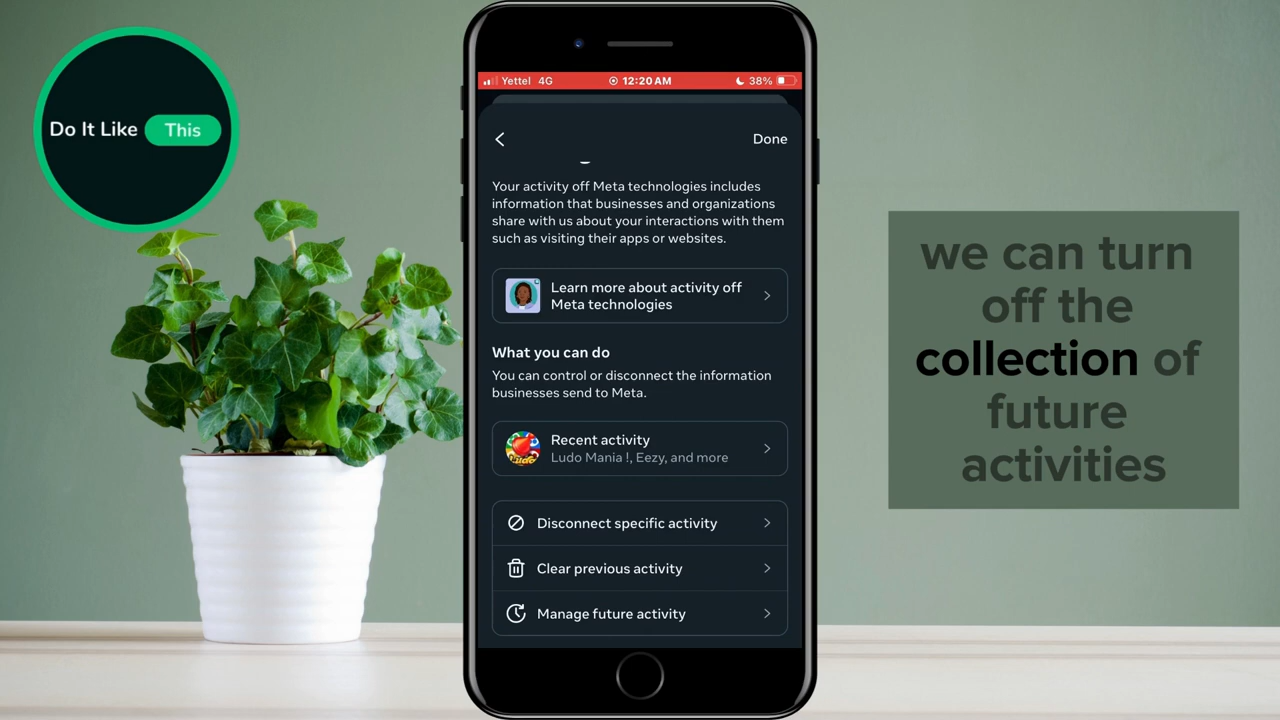 Do It Like This
Yettel 4G 12:20 AM 38%
Done
Your activity off Meta technologies includes
information that businesses and organizations
share with us about your interactions with them
such as visiting their apps or websites.
Learn more about activity off
Meta technologies
What you can do
You can control or disconnect the information
businesses send to Meta.
Recent activity
Ludo Mania !, Eezy, and more
Disconnect specific activity
Clear previous activity
Manage future activity
we can turn
off the
collection of
future
activities